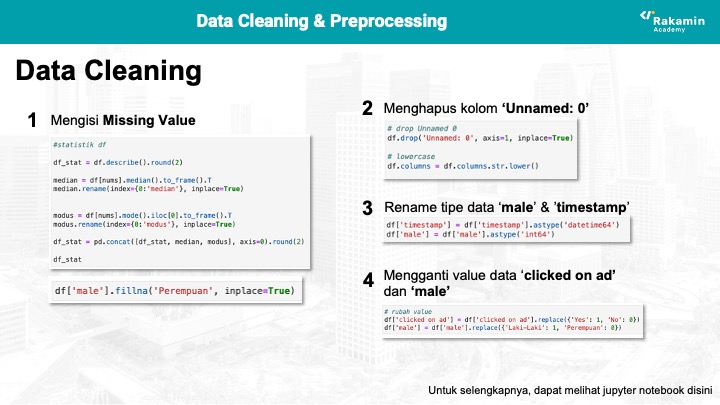 Data Cleaning & Preprocessing
Rakamin
Academy
Data Cleaning
1 Mengisi Missing Value
#statistik df
df_stat = df.describe().round(2)
median = df[nums].median().to_frame().T
median.rename(index={0:'median'}, inplace=True)
modus = df[nums].mode().iloc[0].to_frame().T
modus.rename(index={0:'modus'}, inplace=True)
df_stat = pd.concat([df_stat, median, modus], axis=0).round(2)
df_stat
df['male'].fillna('Perempuan', inplace=True)
2 Menghapus kolom ‘Unnamed: 0’
# drop Unnamed 0
df.drop('Unnamed: 0', axis=1, inplace=True)
# lowercase
df.columns = df.columns.str.lower()
3 Rename tipe data ‘male’ & ’timestamp’
df['timestamp'] = df['timestamp'].astype('datetime64')
df['male'] = df['male'].astype('int64')
4 Mengganti value data ‘clicked on ad’
dan ‘male’
# rubah value
df['clicked on ad'] = df['clicked on ad'].replace({'Yes': 1, 'No': 0})
df['male'] = df['male'].replace({'Laki-Laki': 1, 'Perempuan': 0})
Untuk selengkapnya, dapat melihat jupyter notebook disini